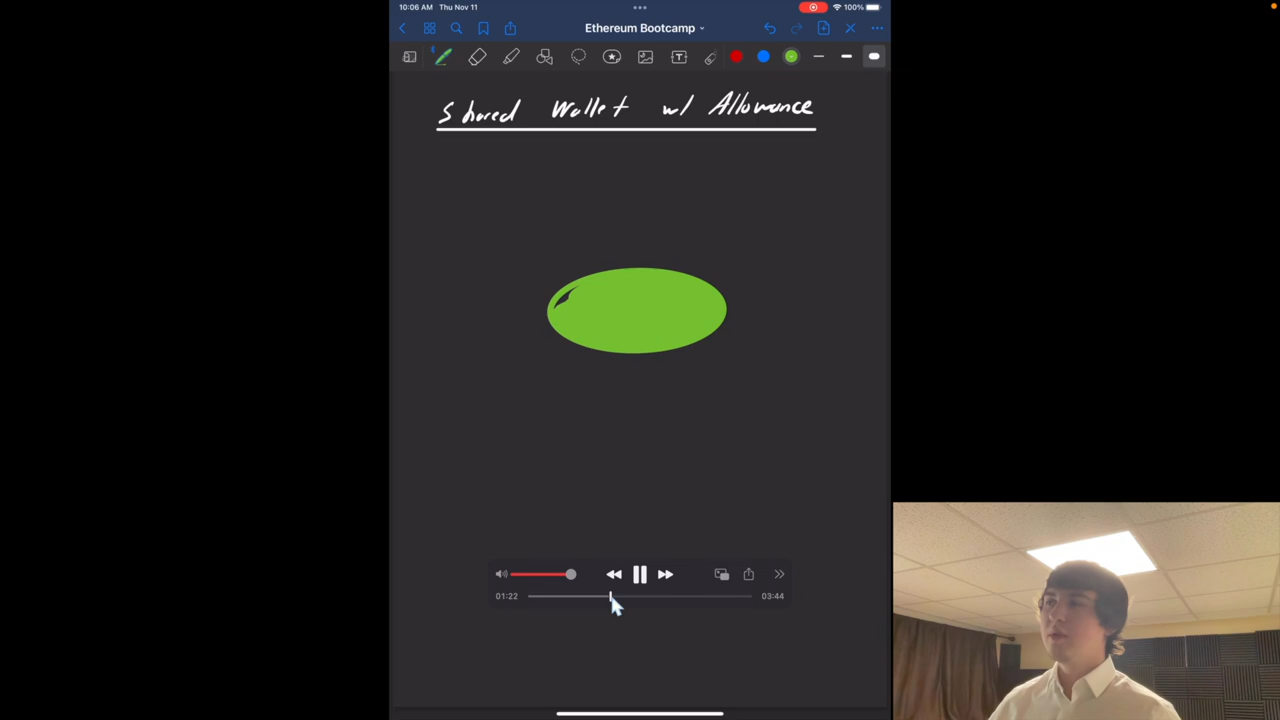 10:06 AM Thu Nov 11
100%
Ethereum Bootcamp
T
Shared Wallet w/ Allowance
01:22
03:44